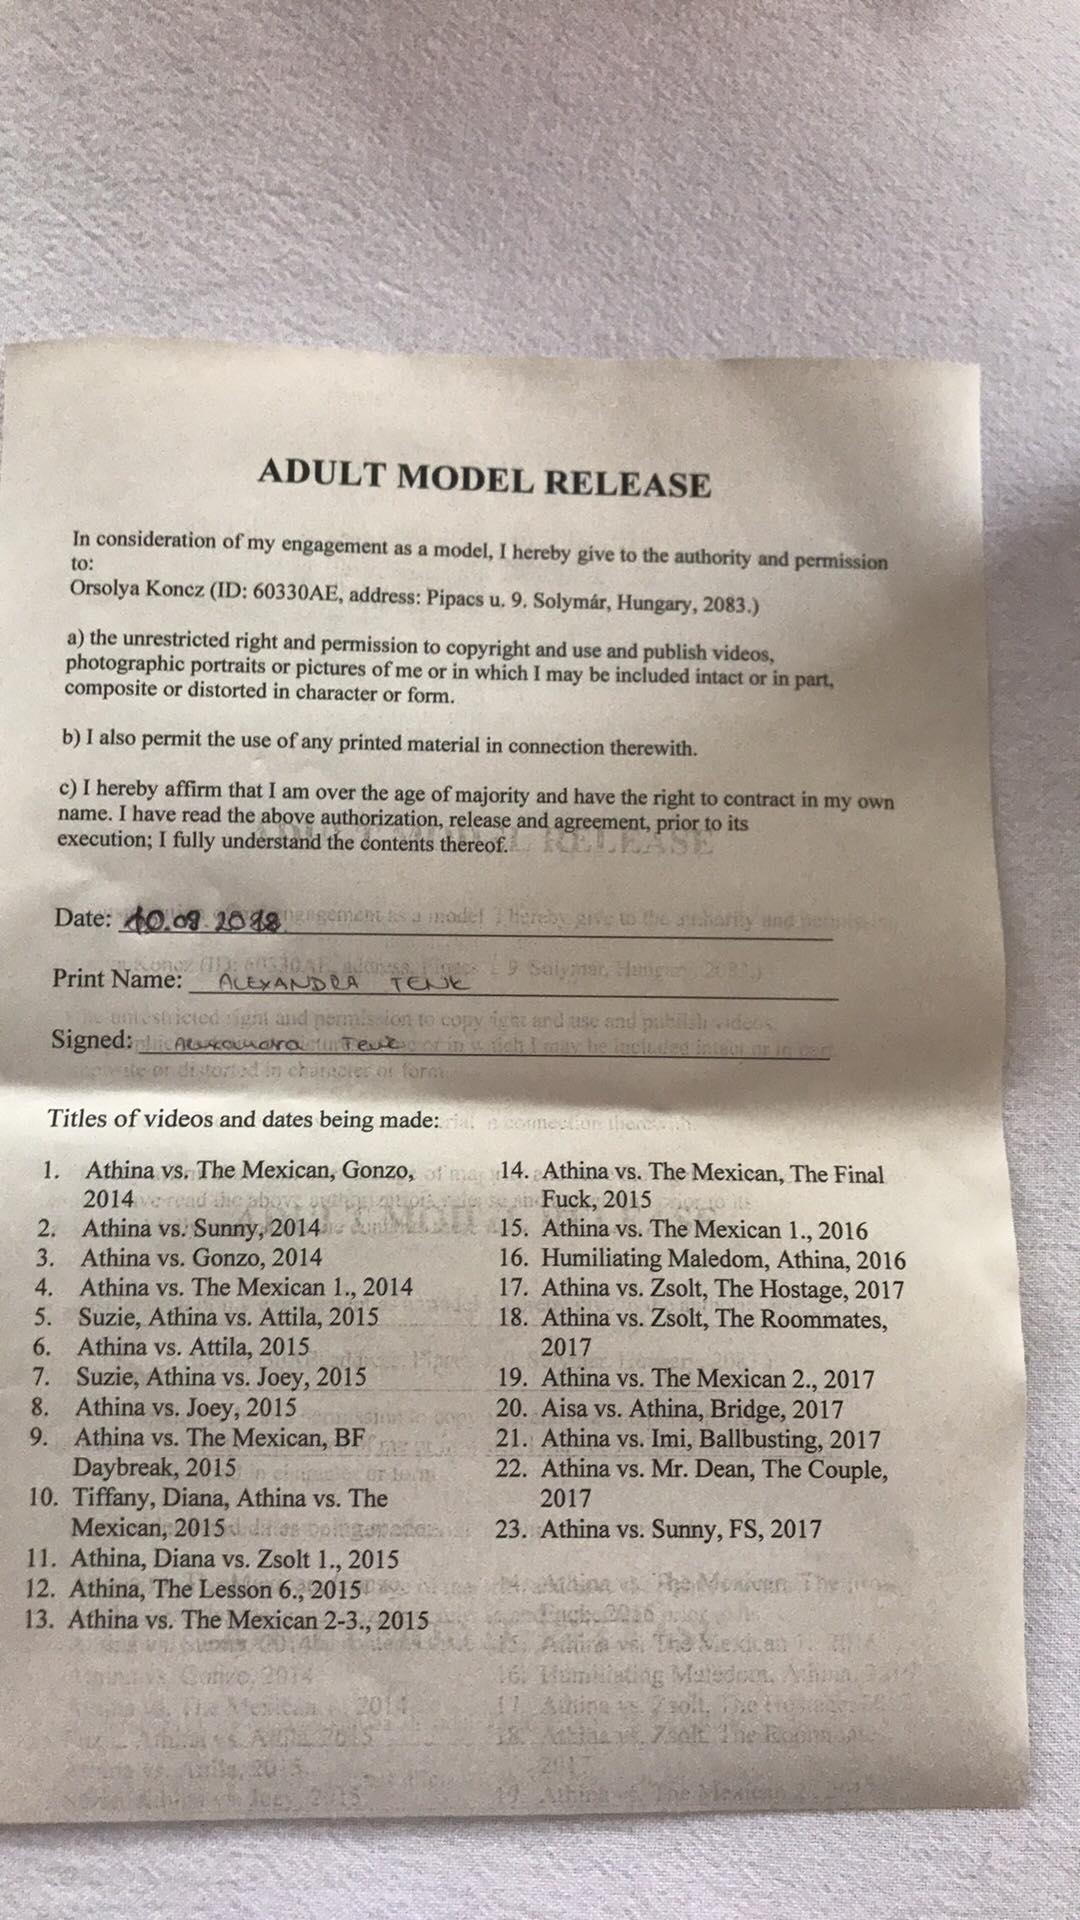 ADULT MODEL RELEASE
In consideration of my engagement as a model, I hereby give to the authority and permission
to:
Orsolya Koncz (ID: 60330AE, address: Pipacs u. 9. Solymár, Hungary, 2083.)
a) the unrestricted right and permission to copyright and use and publish videos,
photographic portraits or pictures of me or in which I may be included intact or in part,
composite or distorted in character or form.
b) I also permit the use of any printed material in connection therewith.
c) I hereby affirm that I am over the age of majority and have the right to contract in my own
name. I have read the above authorization, release and agreement, prior to its
execution; I fully understand the contents thereof.
Date:
Print Name: ALEXANDRA TENK
Signed: Alexandra Tenk
Titles of videos and dates being made:
1. Athina vs. The Mexican, Gonzo,
2014
2. Athina vs. Sunny, 2014
3. Athina vs. Gonzo, 2014
4. Athina vs. The Mexican 1., 2014
5. Suzie, Athina vs. Attila, 2015
6. Athina vs. Attila, 2015
7. Suzie, Athina vs. Joey, 2015
8. Athina vs. Joey, 2015
9. Athina vs. The Mexican, BF
Daybreak, 2015
10. Tiffany, Diana, Athina vs. The
Mexican, 2015
11. Athina, Diana vs. Zsolt 1., 2015
12. Athina, The Lesson 6., 2015
13. Athina vs. The Mexican 2-3., 2015
14. Athina vs. The Mexican, The Final
Fuck, 2015
15. Athina vs. The Mexican 1., 2016
16. Humiliating Maledom, Athina, 2016
17. Athina vs. Zsolt, The Hostage, 2017
18. Athina vs. Zsolt, The Roommates,
2017
19. Athina vs. The Mexican 2., 2017
20. Aisa vs. Athina, Bridge, 2017
21. Athina vs. Imi, Ballbusting, 2017
22. Athina vs. Mr. Dean, The Couple,
2017
23. Athina vs. Sunny, FS, 2017